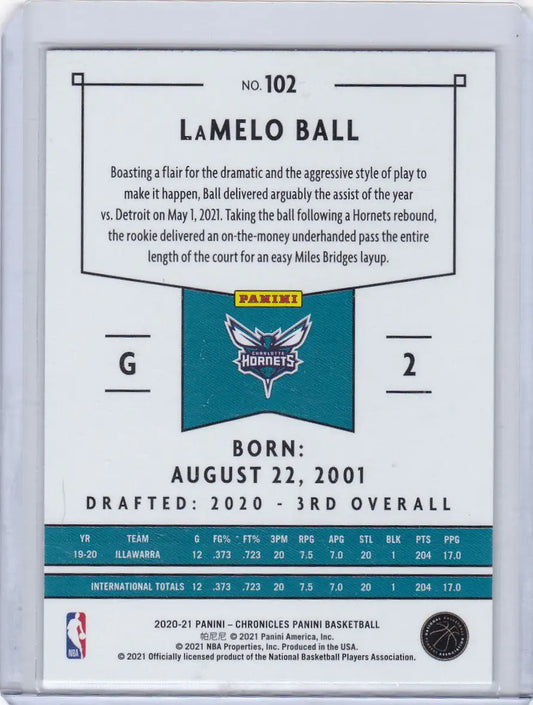 NO. 102
LaMELO BALL
Boasting a flair for the dramatic and the aggressive style of play to
make it happen, Ball delivered arguably the assist of the year
vs. Detroit on May 1, 2021. Taking the ball following a Hornets rebound,
the rookie delivered an on-the-money underhanded pass the entire
length of the court for an easy Miles Bridges layup.
PANINI
CHARLOTTE
HORNETS
G
2
BORN:
AUGUST 22, 2001
DRAFTED: 2020 - 3RD OVERALL
YR TEAM G FG% FT% 3PM RPG APG STL BLK PTS PPG
19-20 ILLAWARRA 12 .373 .723 20 7.5 7.0 20 1 204 17.0
INTERNATIONAL TOTALS 12 .373 .723 20 7.5 7.0 20 1 204 17.0
2020-21 PANINI – CHRONICLES PANINI BASKETBALL
帕尼尼 © 2021 Panini America, Inc.
© 2021 NBA Properties, Inc. Produced in the USA.
© 2021 Officially licensed product of the National Basketball Players Association.
NBA